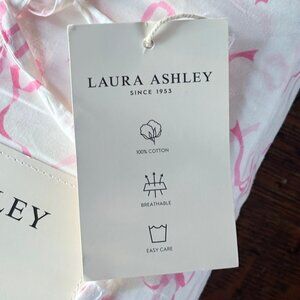 LAURA ASHLEY
SINCE 1953
100% COTTON
BREATHABLE
EASY CARE
LEY